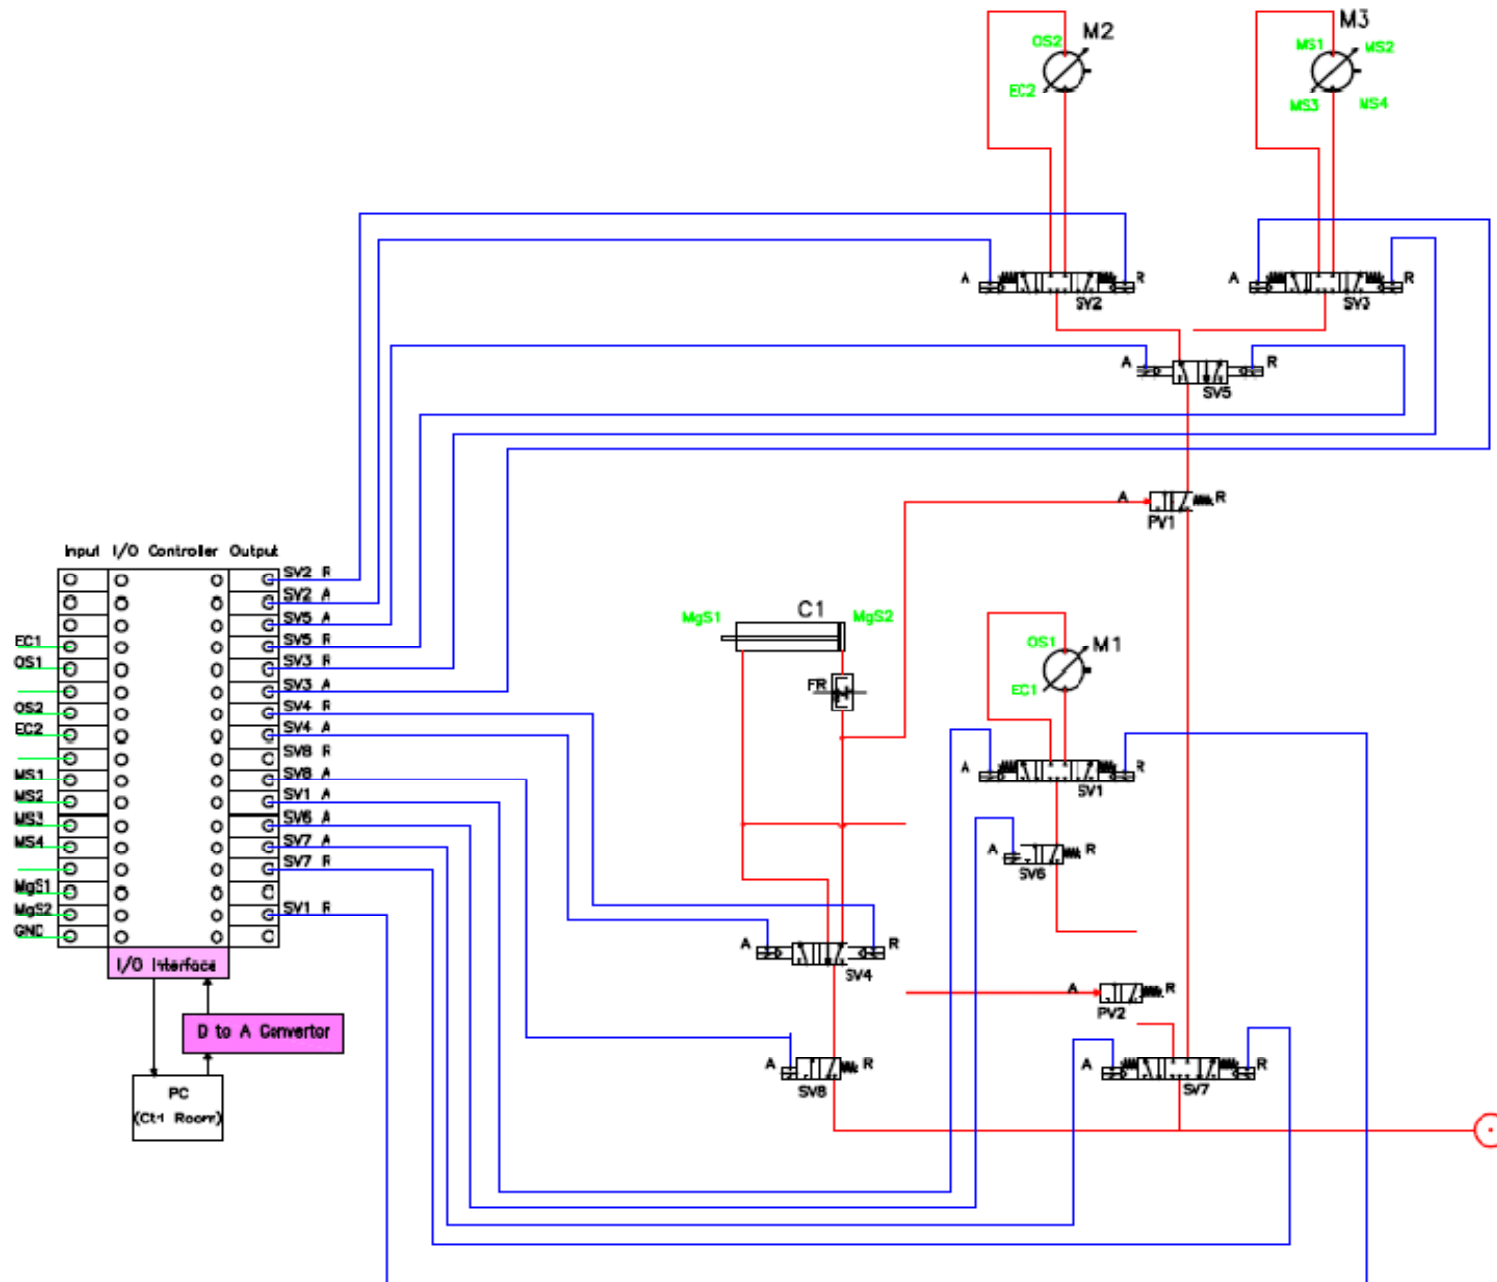 M2
OS2
EC2
M3
MS1
MS2
MS3
MS4
A
R
SV2
A
R
SV3
A
R
SV5
A
R
PV1
Input I/O Controller Output
SV2 R
SV2 A
SV5 A
SV5 R
SV3 R
SV3 A
SV4 R
SV4 A
SV8 R
SV8 A
SV1 A
SV6 A
SV7 A
SV7 R
SV1 R
EC1
OS1
OS2
EC2
MS1
MS2
MS3
MS4
MgS1
MgS2
GND
I/O Interface
D to A Convertor
PC
(Ctrl Room)
MgS1
C1
MgS2
FR
OS1
M1
EC1
A
R
SV1
A
R
SV6
A
R
SV4
A
R
PV2
A
R
SV8
A
R
SV7